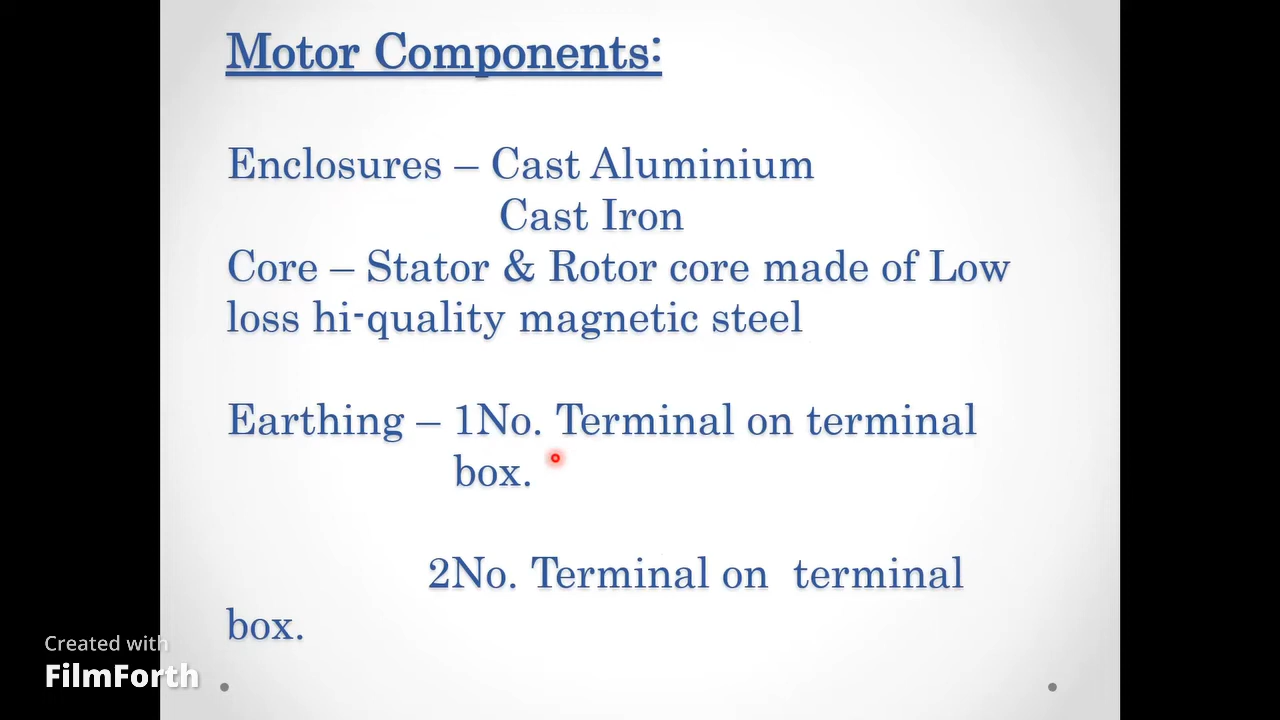 Motor Components:
Enclosures – Cast Aluminium
Cast Iron
Core – Stator & Rotor core made of Low
loss hi-quality magnetic steel
Earthing – 1No. Terminal on terminal
box.
2No. Terminal on terminal
box.
Created with
FilmForth